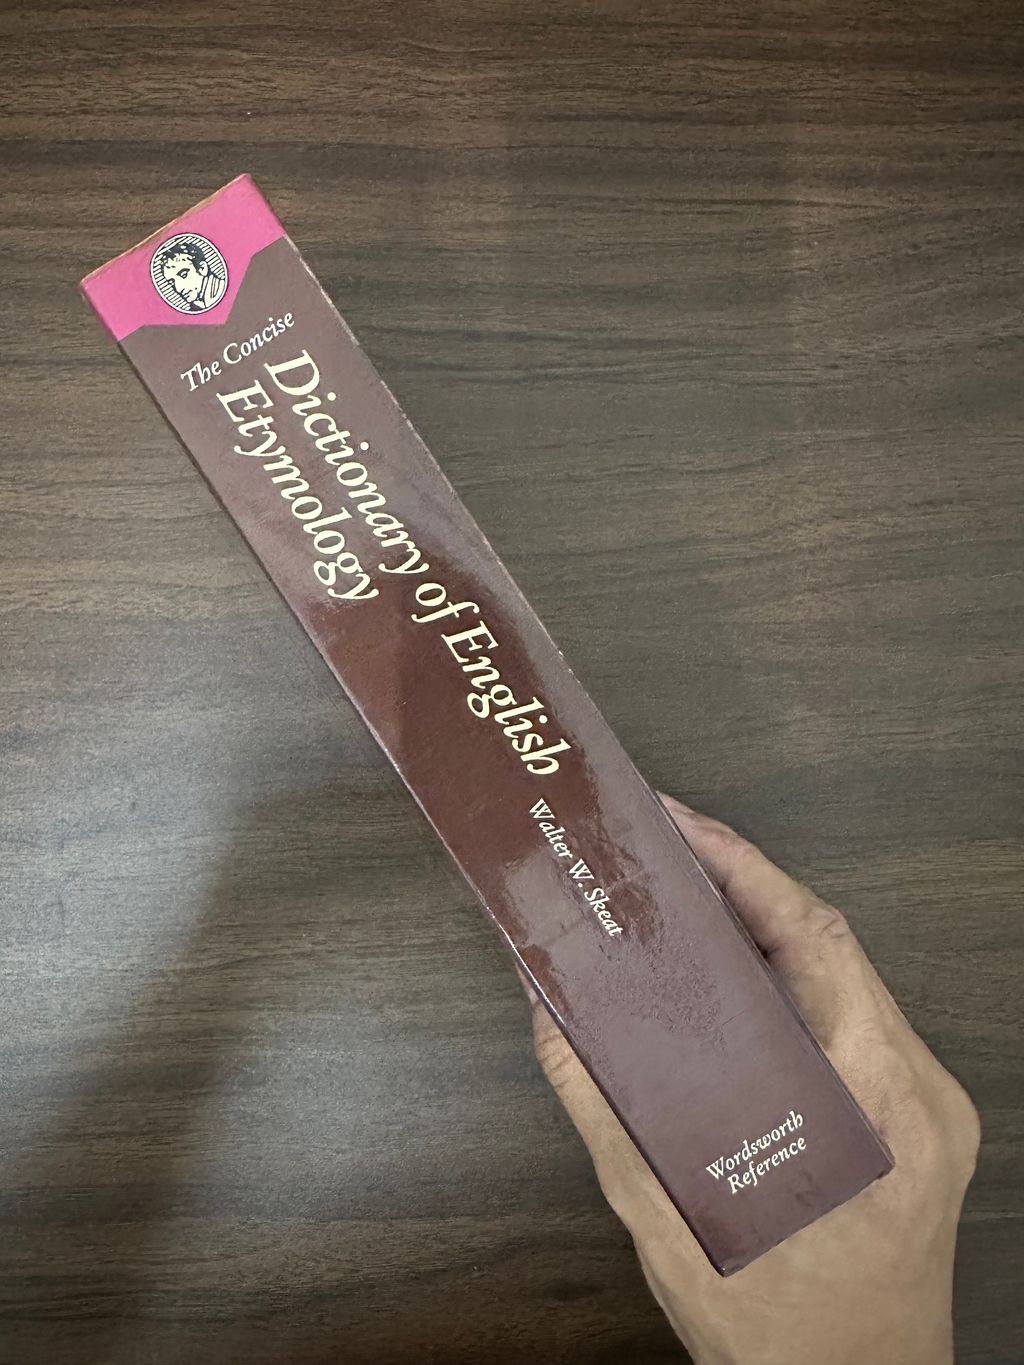 The Concise
Dictionary of English
Etymology
Walter W. Skeat
Wordsworth
Reference